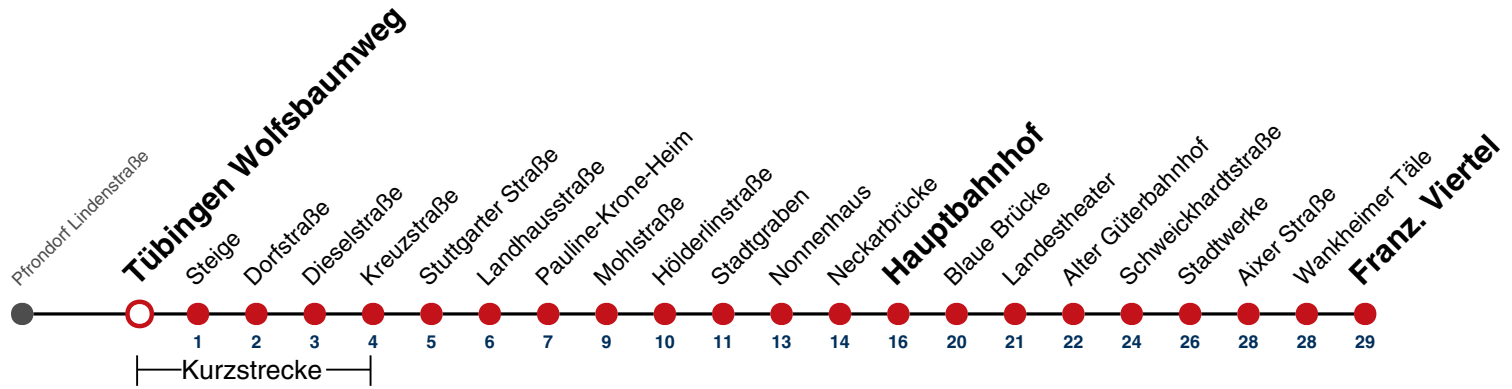 Pfrondorf Lindenstraße
Tübingen Wolfsbaumweg
Steige
Dorfstraße
Dieselstraße
Kreuzstraße
Stuttgarter Straße
Landhausstraße
Pauline-Krone-Heim
Mohlstraße
Hölderlinstraße
Stadtgraben
Nonnenhaus
Neckarbrücke
Hauptbahnhof
Blaue Brücke
Landestheater
Alter Güterbahnhof
Schweickhardtstraße
Stadtwerke
Aixer Straße
Wankheimer Täle
Franz. Viertel
1 2 3 4 5 6 7 9 10 11 13 14 16 20 21 22 24 26 28 28 29
Kurzstrecke